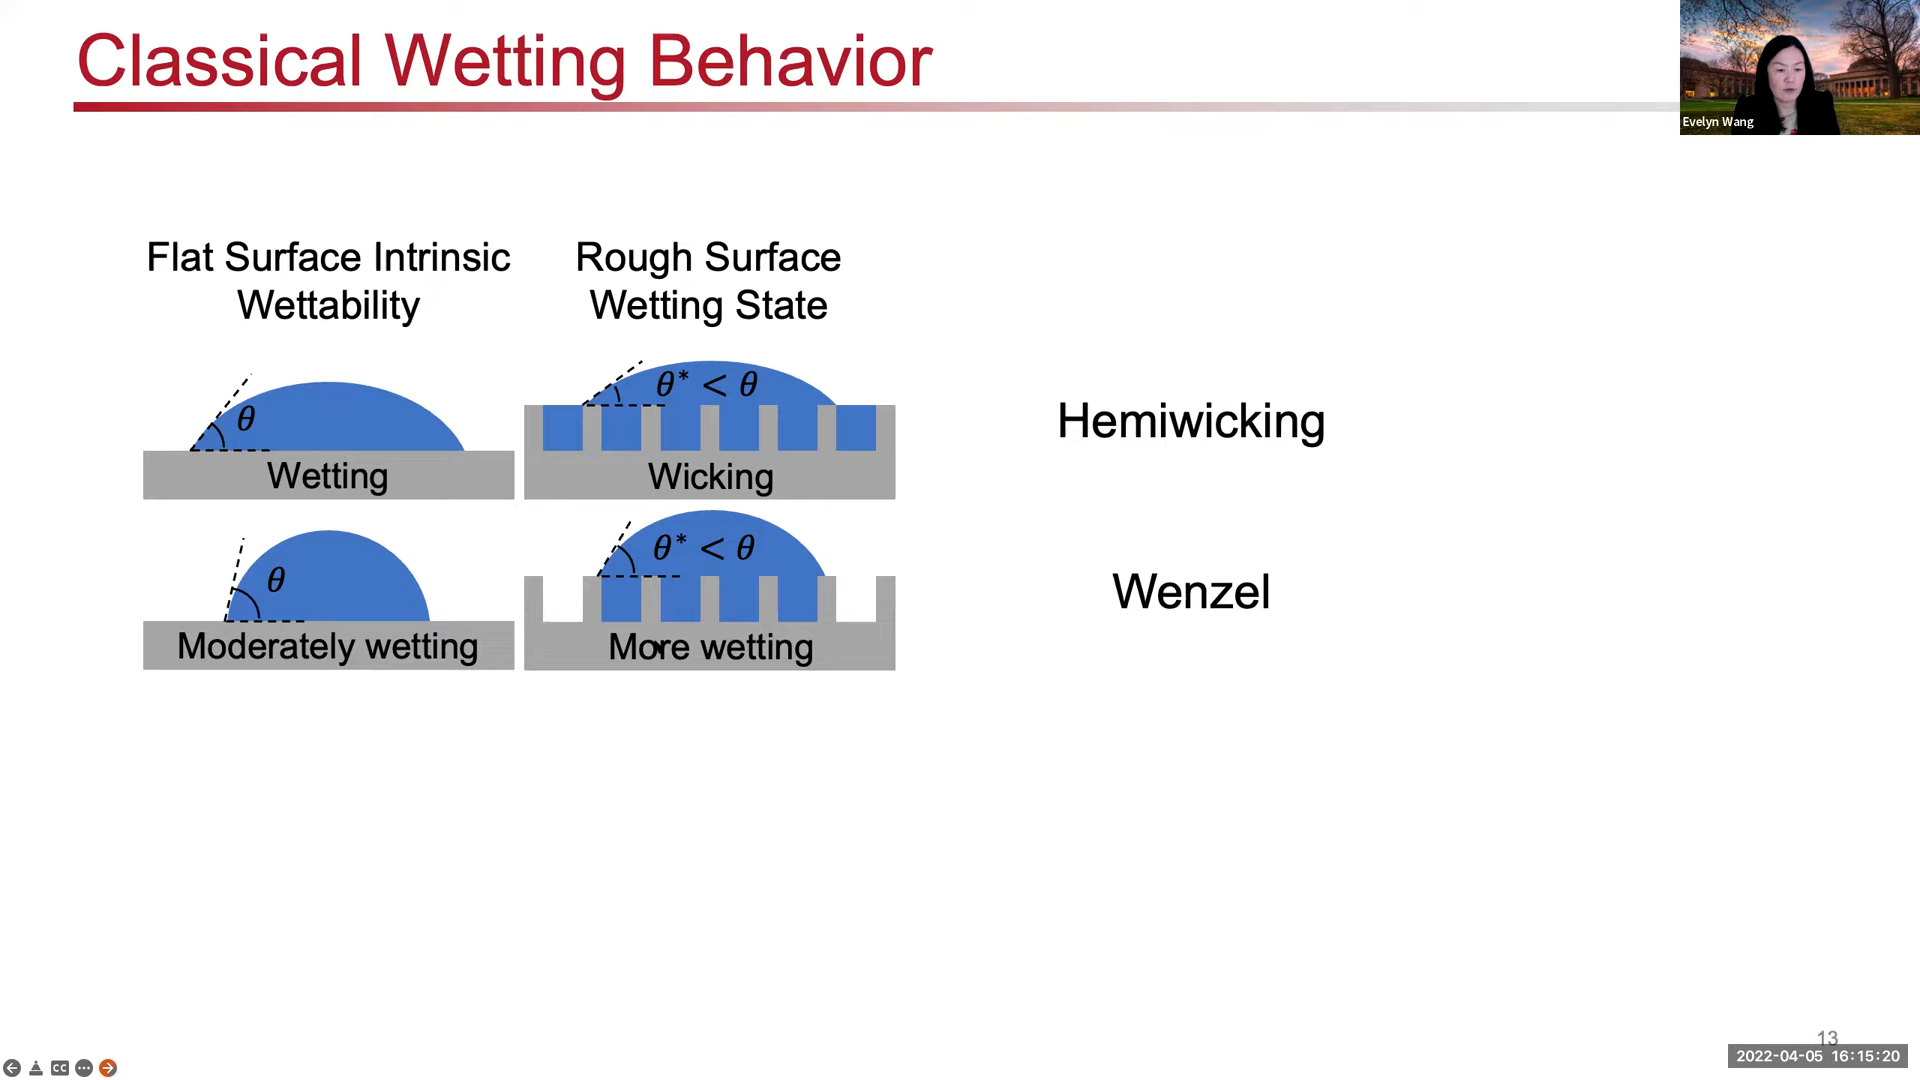 Classical Wetting Behavior
Evelyn Wang
Flat Surface Intrinsic
Wettability
Rough Surface
Wetting State
θ
Wetting
θ* < θ
Wicking
Hemiwicking
θ
Moderately wetting
θ* < θ
More wetting
Wenzel
13
2022-04-05 16:15:20
CC